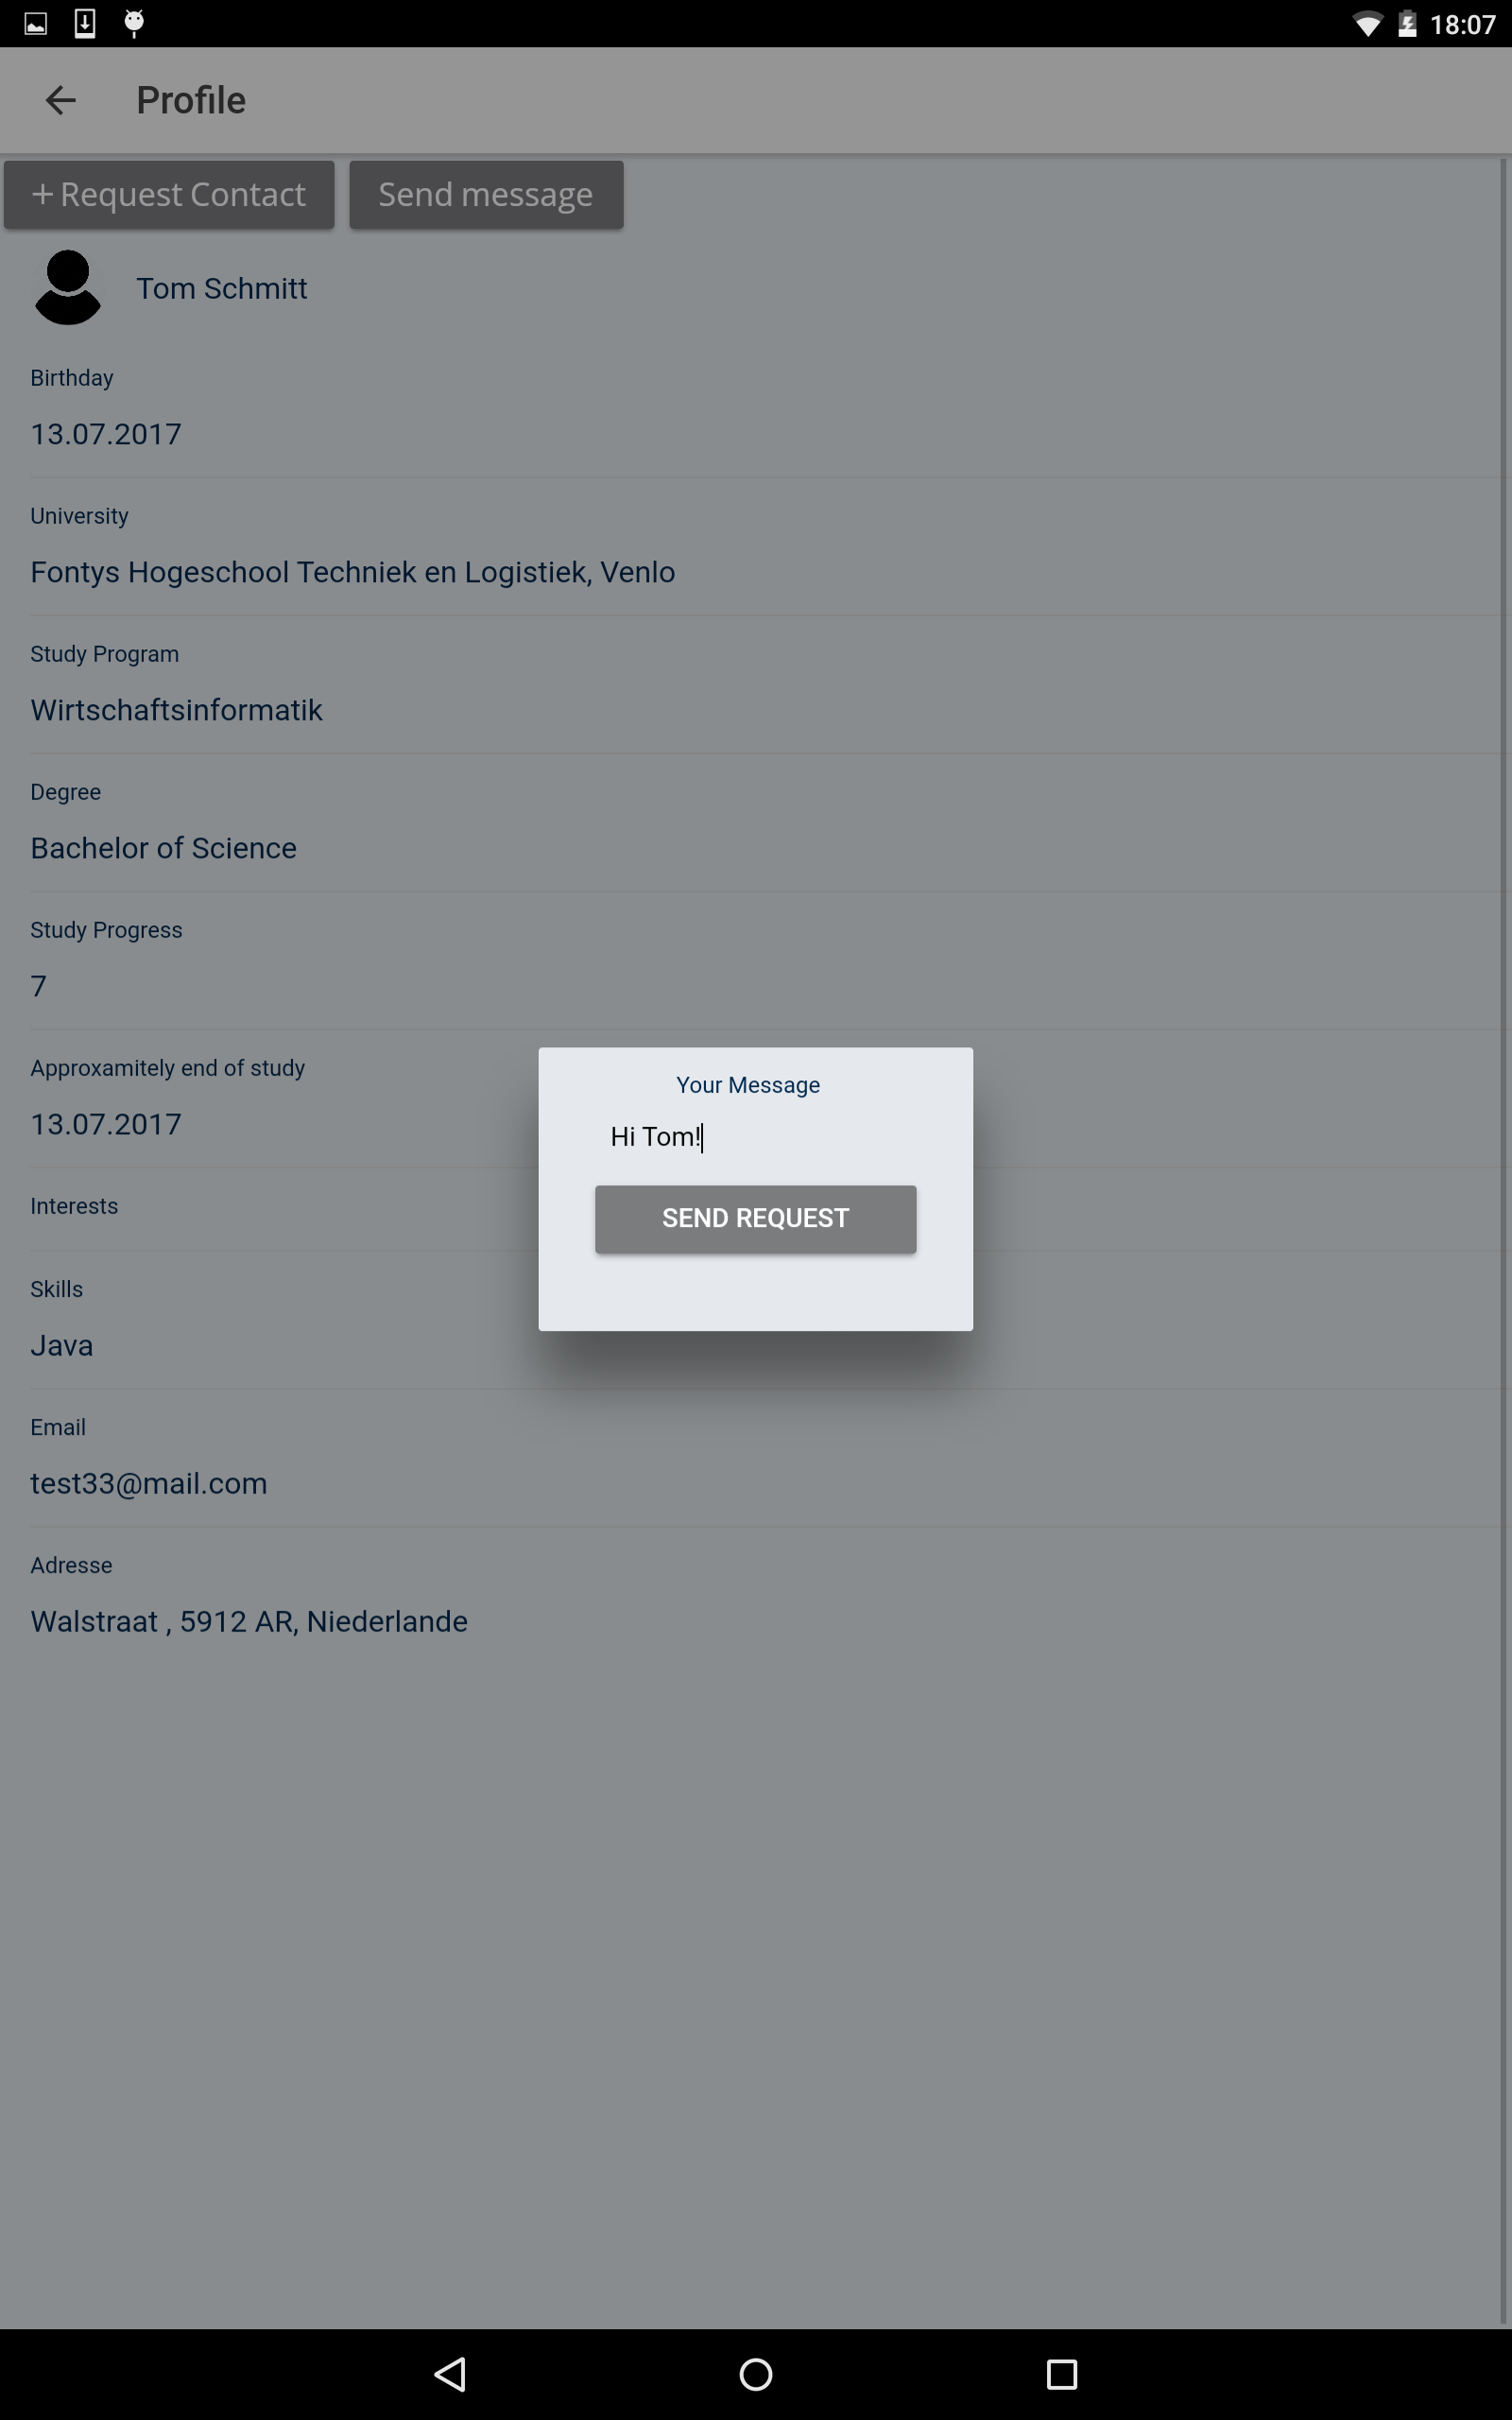 18:07
Profile
+ Request Contact
Send message
Tom Schmitt
Birthday
13.07.2017
University
Fontys Hogeschool Techniek en Logistiek, Venlo
Study Program
Wirtschaftsinformatik
Degree
Bachelor of Science
Study Progress
7
Approxamitely end of study
13.07.2017
Your Message
Hi Tom!
SEND REQUEST
Interests
Skills
Java
Email
test33@mail.com
Adresse
Walstraat , 5912 AR, Niederlande